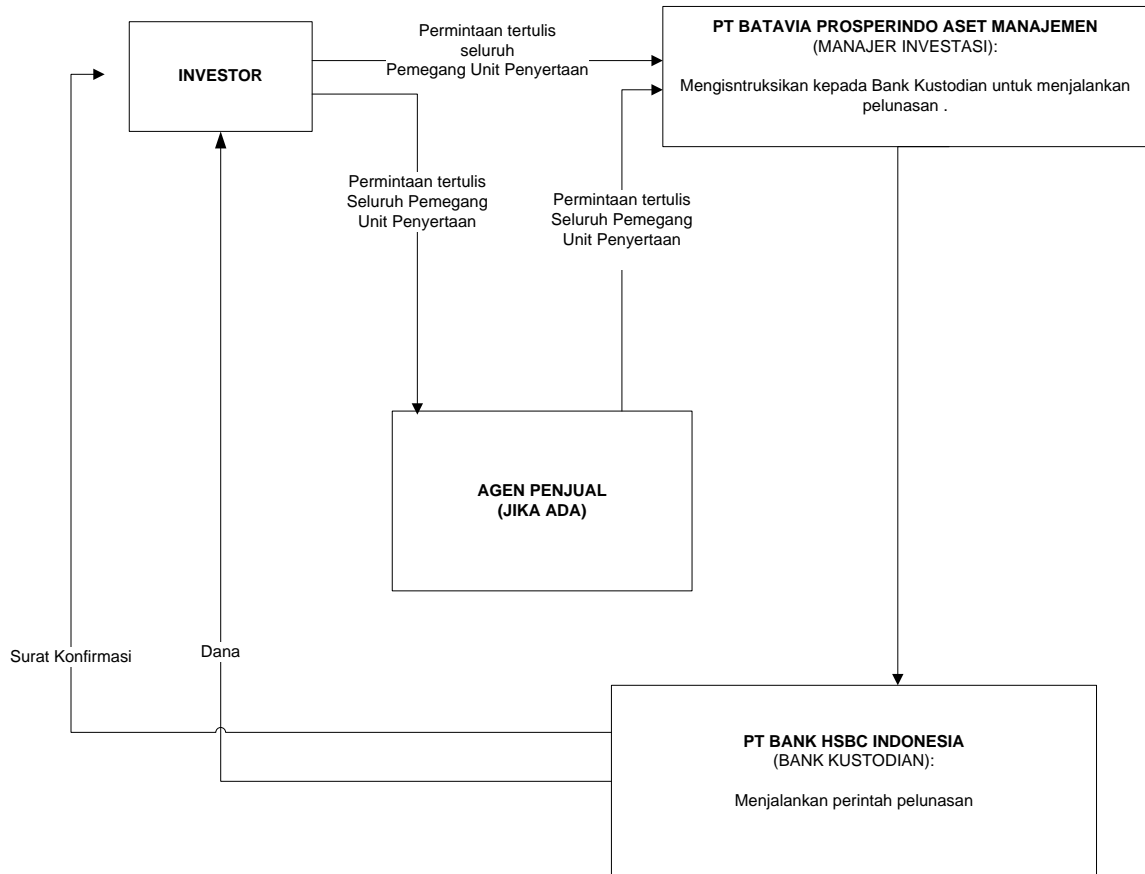 Permintaan tertulis
seluruh
Pemegang Unit Penyertaan
INVESTOR
PT BATAVIA PROSPERINDO ASET MANAJEMEN
(MANAJER INVESTASI):
Mengisntruksikan kepada Bank Kustodian untuk menjalankan
pelunasan .
Permintaan tertulis
Seluruh Pemegang
Unit Penyertaan
Permintaan tertulis
Seluruh Pemegang
Unit Penyertaan
AGEN PENJUAL
(JIKA ADA)
Surat Konfirmasi
Dana
PT BANK HSBC INDONESIA
(BANK KUSTODIAN):
Menjalankan perintah pelunasan